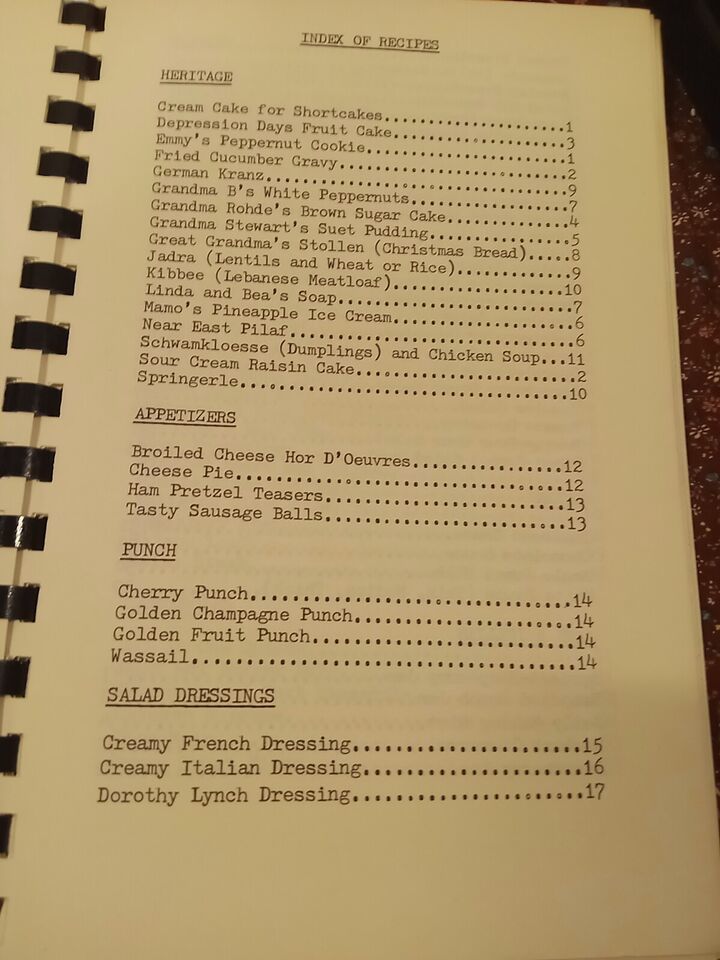 INDEX OF RECIPES
HERITAGE
Cream Cake for Shortcakes.....................1
Depression Days Fruit Cake....................3
Emmy's Peppernut Cookie.......................1
Fried Cucumber Gravy..........................2
German Kranz..................................9
Grandma B's White Peppernuts..................7
Grandma Rohde's Brown Sugar Cake..............4
Grandma Stewart's Suet Pudding................5
Great Grandma's Stollen (Christmas Bread).....8
Jadra (Lentils and Wheat or Rice).............9
Kibbee (Lebanese Meatloaf)....................10
Linda and Bea's Soap..........................7
Mamo's Pineapple Ice Cream....................6
Near East Pilaf...............................6
Schwamkloesse (Dumplings) and Chicken Soup...11
Sour Cream Raisin Cake........................2
Springerle....................................10
APPETIZERS
Broiled Cheese Hor D'Oeuvres.................12
Cheese Pie...................................12
Ham Pretzel Teasers..........................13
Tasty Sausage Balls..........................13
PUNCH
Cherry Punch.................................14
Golden Champagne Punch.......................14
Golden Fruit Punch...........................14
Wassail......................................14
SALAD DRESSINGS
Creamy French Dressing.......................15
Creamy Italian Dressing......................16
Dorothy Lynch Dressing.......................17